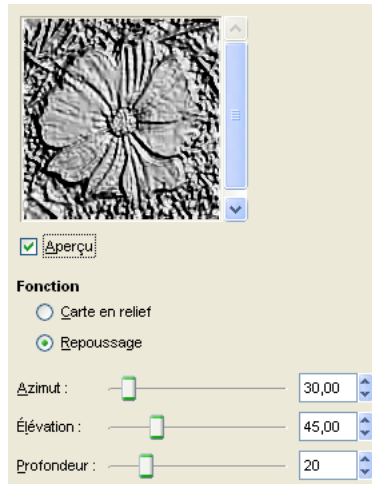 Aperçu
Fonction
Carte en relief
Repoussage
Azimut : 30,00
Élévation : 45,00
Profondeur : 20